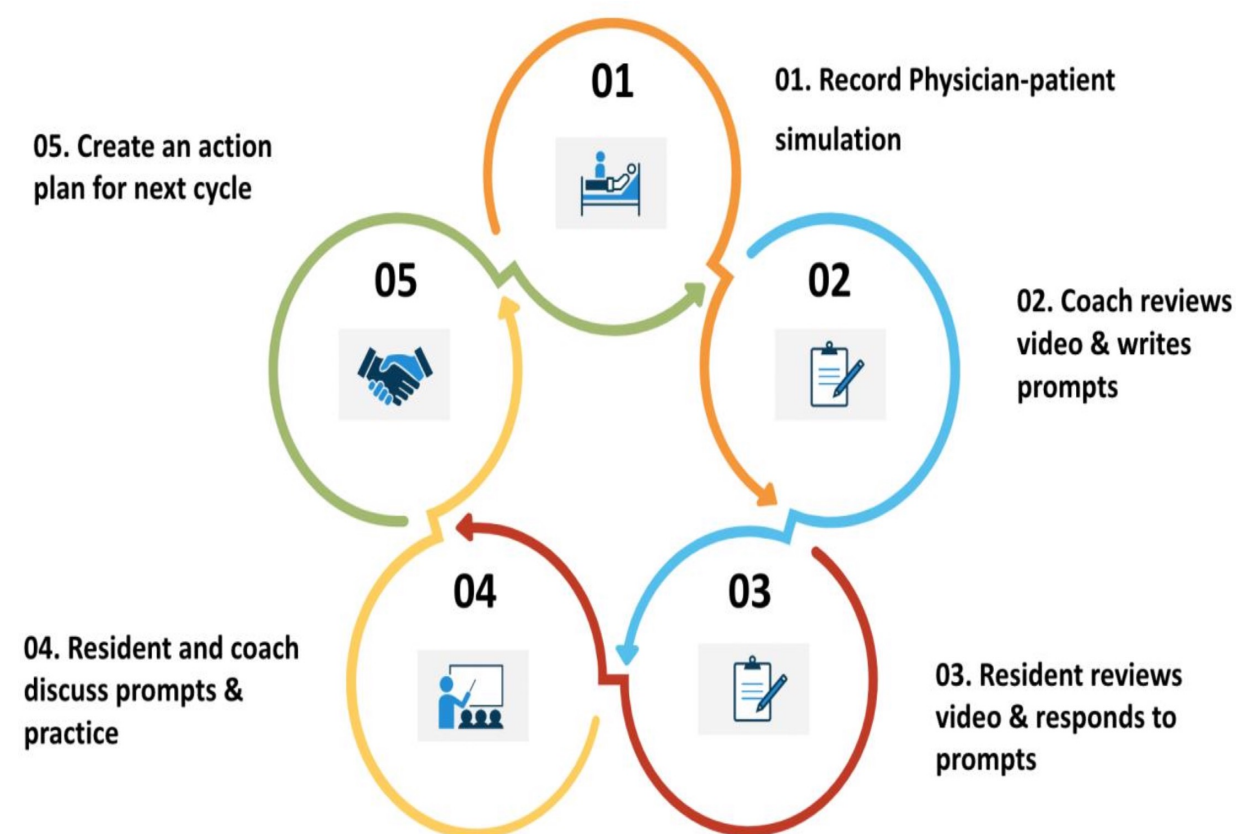 01
01. Record Physician-patient
simulation
02
02. Coach reviews
video & writes
prompts
03
03. Resident reviews
video & responds to
prompts
04
04. Resident and coach
discuss prompts &
practice
05
05. Create an action
plan for next cycle